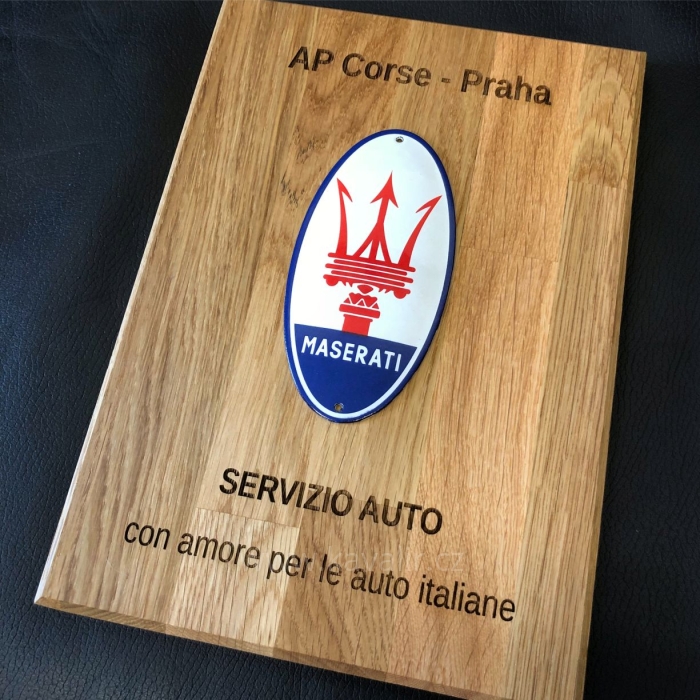 AP Corse - Praha
MASERATI
SERVIZIO AUTO
con amore per le auto italiane